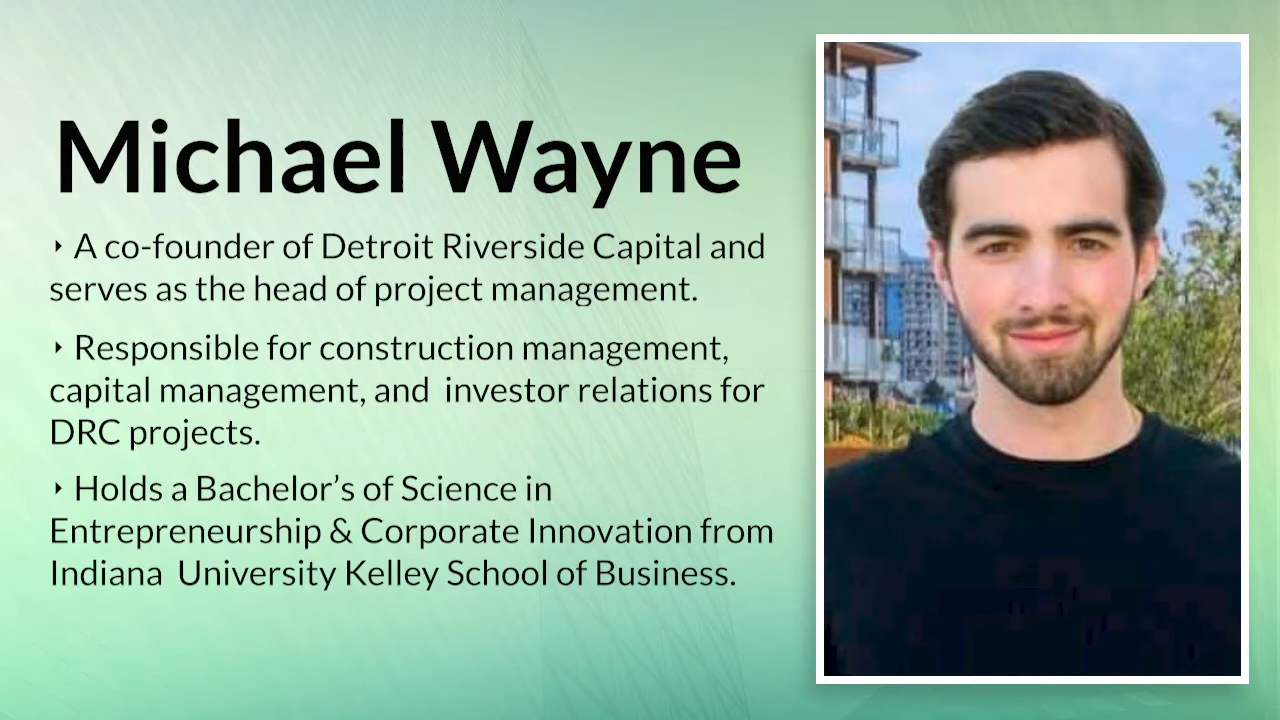 Michael Wayne
‣ A co-founder of Detroit Riverside Capital and
serves as the head of project management.
‣ Responsible for construction management,
capital management, and  investor relations for
DRC projects.
‣ Holds a Bachelor’s of Science in
Entrepreneurship & Corporate Innovation from
Indiana  University Kelley School of Business.